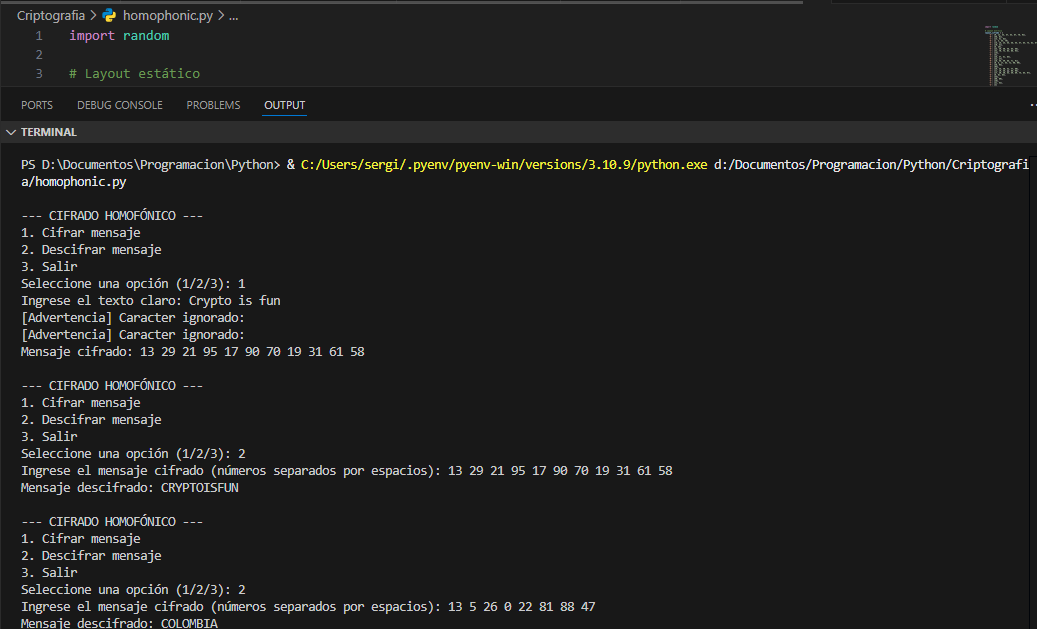 Criptografia > homophonic.py > ...
1 import random
2
3 # Layout estático
PORTS DEBUG CONSOLE PROBLEMS OUTPUT
TERMINAL
PS D:\Documentos\Programacion\Python> & C:/Users/sergi/.pyenv/pyenv-win/versions/3.10.9/python.exe d:/Documentos/Programacion/Python/Criptografi
a/homophonic.py
--- CIFRADO HOMOFÓNICO ---
1. Cifrar mensaje
2. Descifrar mensaje
3. Salir
Seleccione una opción (1/2/3): 1
Ingrese el texto claro: Crypto is fun
[Advertencia] Caracter ignorado:
[Advertencia] Caracter ignorado:
Mensaje cifrado: 13 29 21 95 17 90 70 19 31 61 58
--- CIFRADO HOMOFÓNICO ---
1. Cifrar mensaje
2. Descifrar mensaje
3. Salir
Seleccione una opción (1/2/3): 2
Ingrese el mensaje cifrado (números separados por espacios): 13 29 21 95 17 90 70 19 31 61 58
Mensaje descifrado: CRYPTOISFUN
--- CIFRADO HOMOFÓNICO ---
1. Cifrar mensaje
2. Descifrar mensaje
3. Salir
Seleccione una opción (1/2/3): 2
Ingrese el mensaje cifrado (números separados por espacios): 13 5 26 0 22 81 88 47
Mensaje descifrado: COLOMBIA